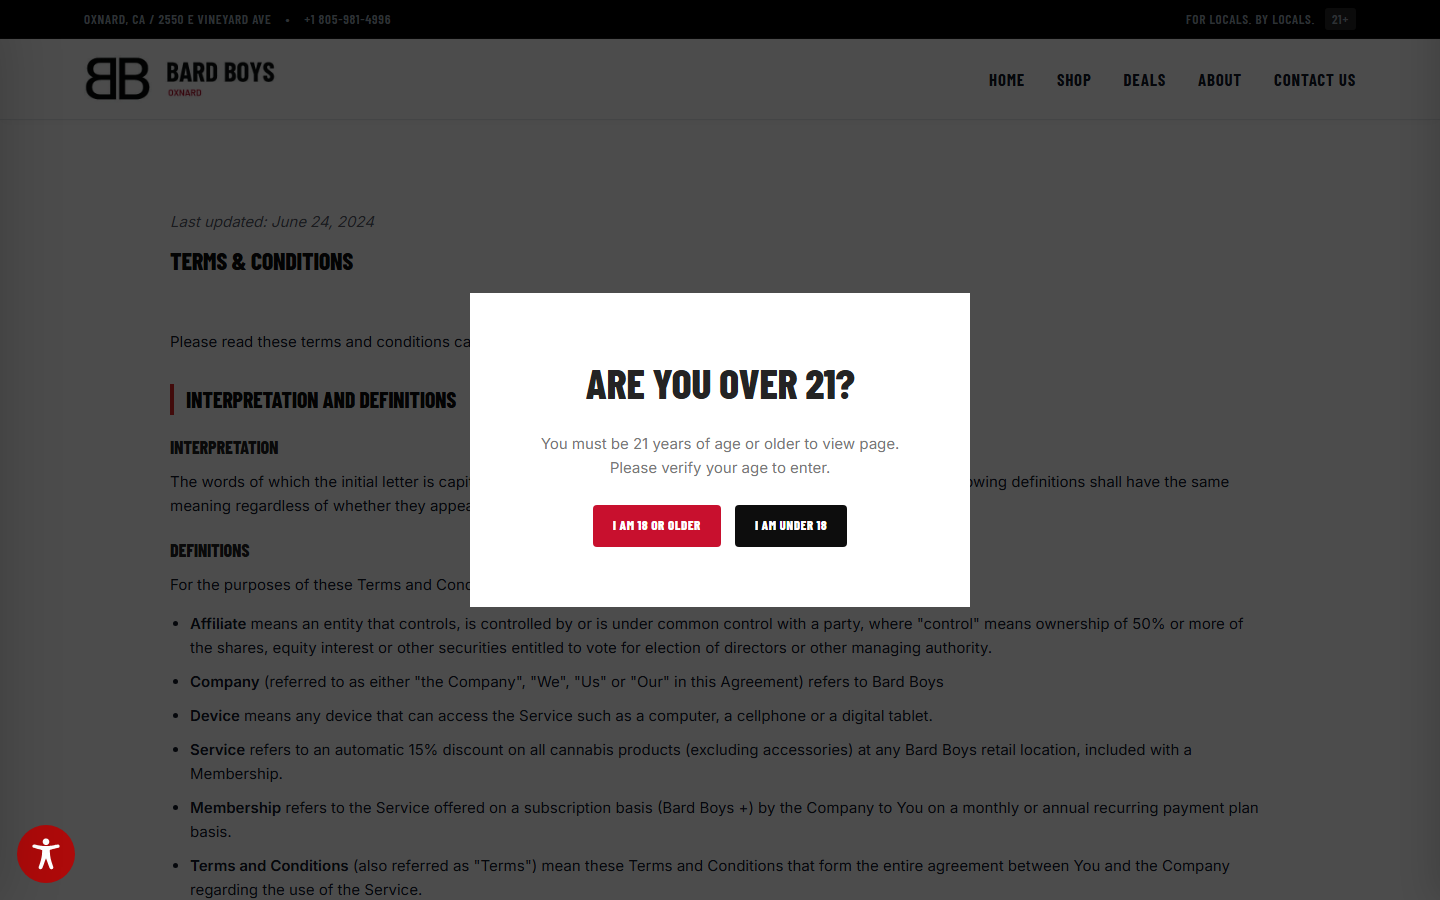 OXNARD, CA / 2550 E VINEYARD AVE • +1 805-981-4996
FOR LOCALS. BY LOCALS. 21+
BB BARD BOYS
OXNARD
HOME SHOP DEALS ABOUT CONTACT US
Last updated: June 24, 2024
TERMS & CONDITIONS
Please read these terms and conditions ca
INTERPRETATION AND DEFINITIONS
INTERPRETATION
The words of which the initial letter is capi owing definitions shall have the same
meaning regardless of whether they appea
DEFINITIONS
For the purposes of these Terms and Conc
ARE YOU OVER 21?
You must be 21 years of age or older to view page.
Please verify your age to enter.
I AM 18 OR OLDER I AM UNDER 18
• Affiliate means an entity that controls, is controlled by or is under common control with a party, where "control" means ownership of 50% or more of
the shares, equity interest or other securities entitled to vote for election of directors or other managing authority.
• Company (referred to as either "the Company", "We", "Us" or "Our" in this Agreement) refers to Bard Boys
• Device means any device that can access the Service such as a computer, a cellphone or a digital tablet.
• Service refers to an automatic 15% discount on all cannabis products (excluding accessories) at any Bard Boys retail location, included with a
Membership.
• Membership refers to the Service offered on a subscription basis (Bard Boys +) by the Company to You on a monthly or annual recurring payment plan
basis.
• Terms and Conditions (also referred as "Terms") mean these Terms and Conditions that form the entire agreement between You and the Company
regarding the use of the Service.